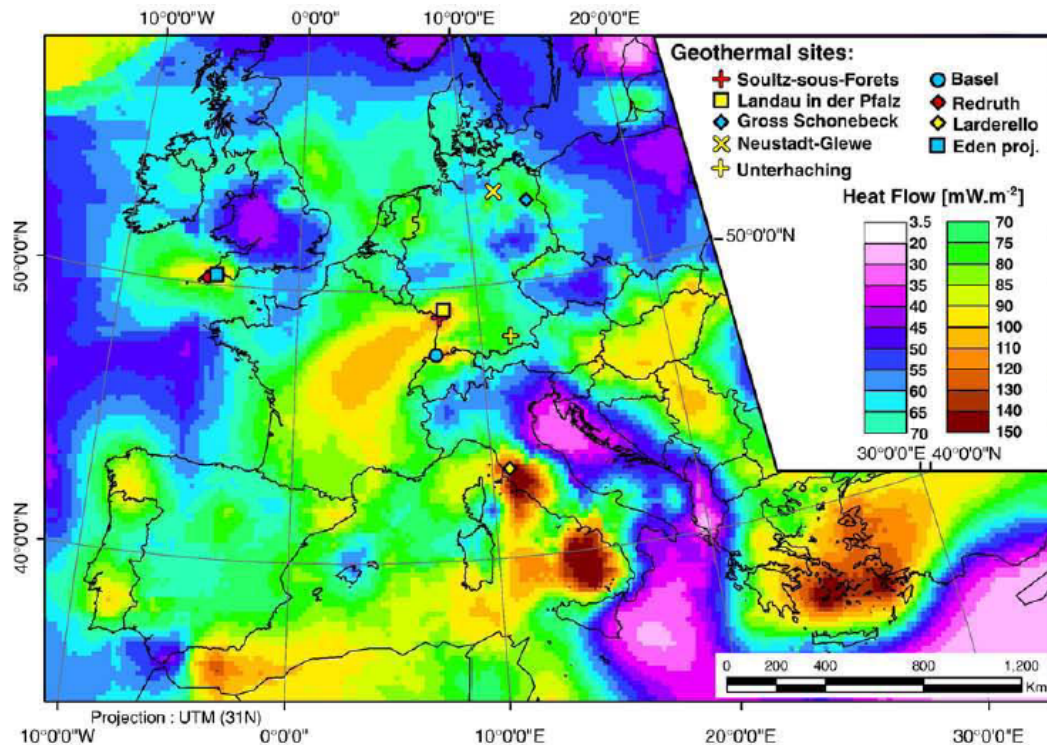 10°0'0"W 0°0'0" 10°0'0"E 20°0'0"E
Geothermal sites:
Soultz-sous-Forets
Landau in der Pfalz
Gross Schonebeck
Neustadt-Glewe
Unterhaching
Basel
Redruth
Larderello
Eden proj.
Heat Flow [mW.m-2]
3.5 70
20 75
30 80
35 85
40 90
45 100
50 110
55 120
60 130
65 140
70 150
50°0'0"N
50°0'0"N
30°0'0"E 40°0'0"N
40°0'0"N
0 200 400 800 1,200
Km
Projection : UTM (31N)
10°0'0"W 0°0'0" 10°0'0"E 20°0'0"E 30°0'0"E